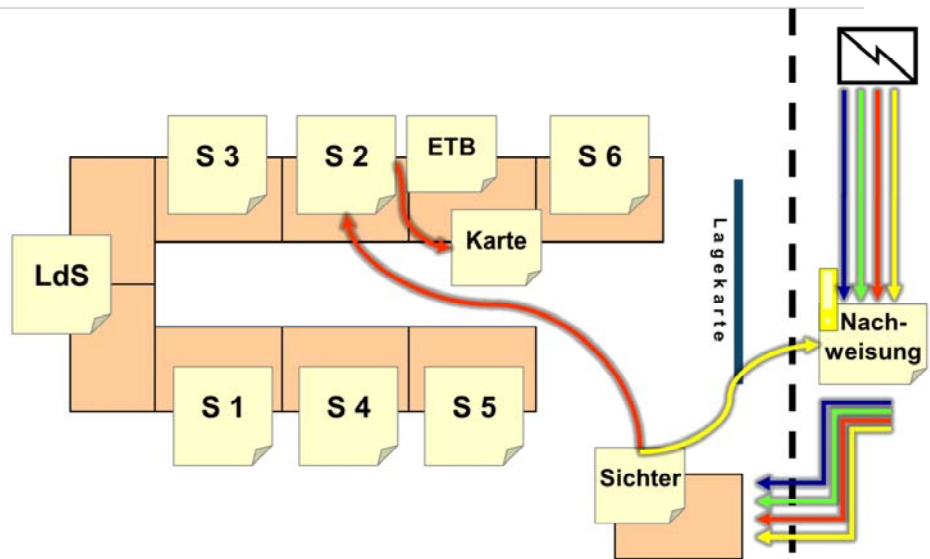 S 3
S 2
ETB
S 6
Karte
LdS
Lagekarte
Nach-
weisung
S 1
S 4
S 5
Sichter